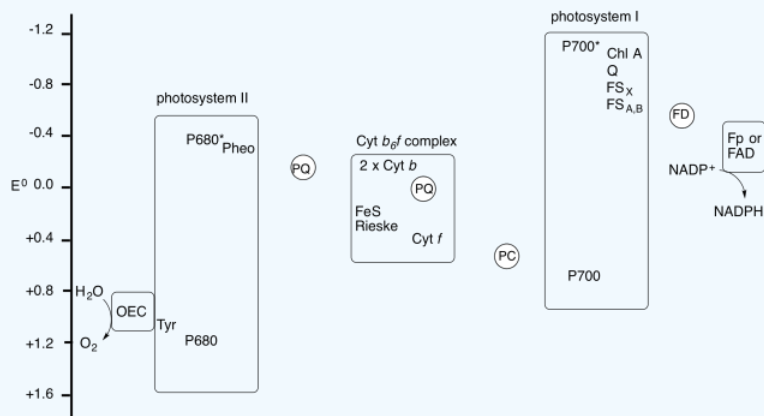 photosystem I
-1.2
P700*
Chl A
Q
FS X
FS A,B
-0.8
photosystem II
FD
-0.4
P680*
Pheo
Cyt b6f complex
Fp or
FAD
PQ
2 x Cyt b
NADP+
E0 0.0
PQ
FeS
Rieske
NADPH
+0.4
Cyt f
PC
P700
+0.8
H2O
OEC
Tyr
O2
+1.2
P680
+1.6